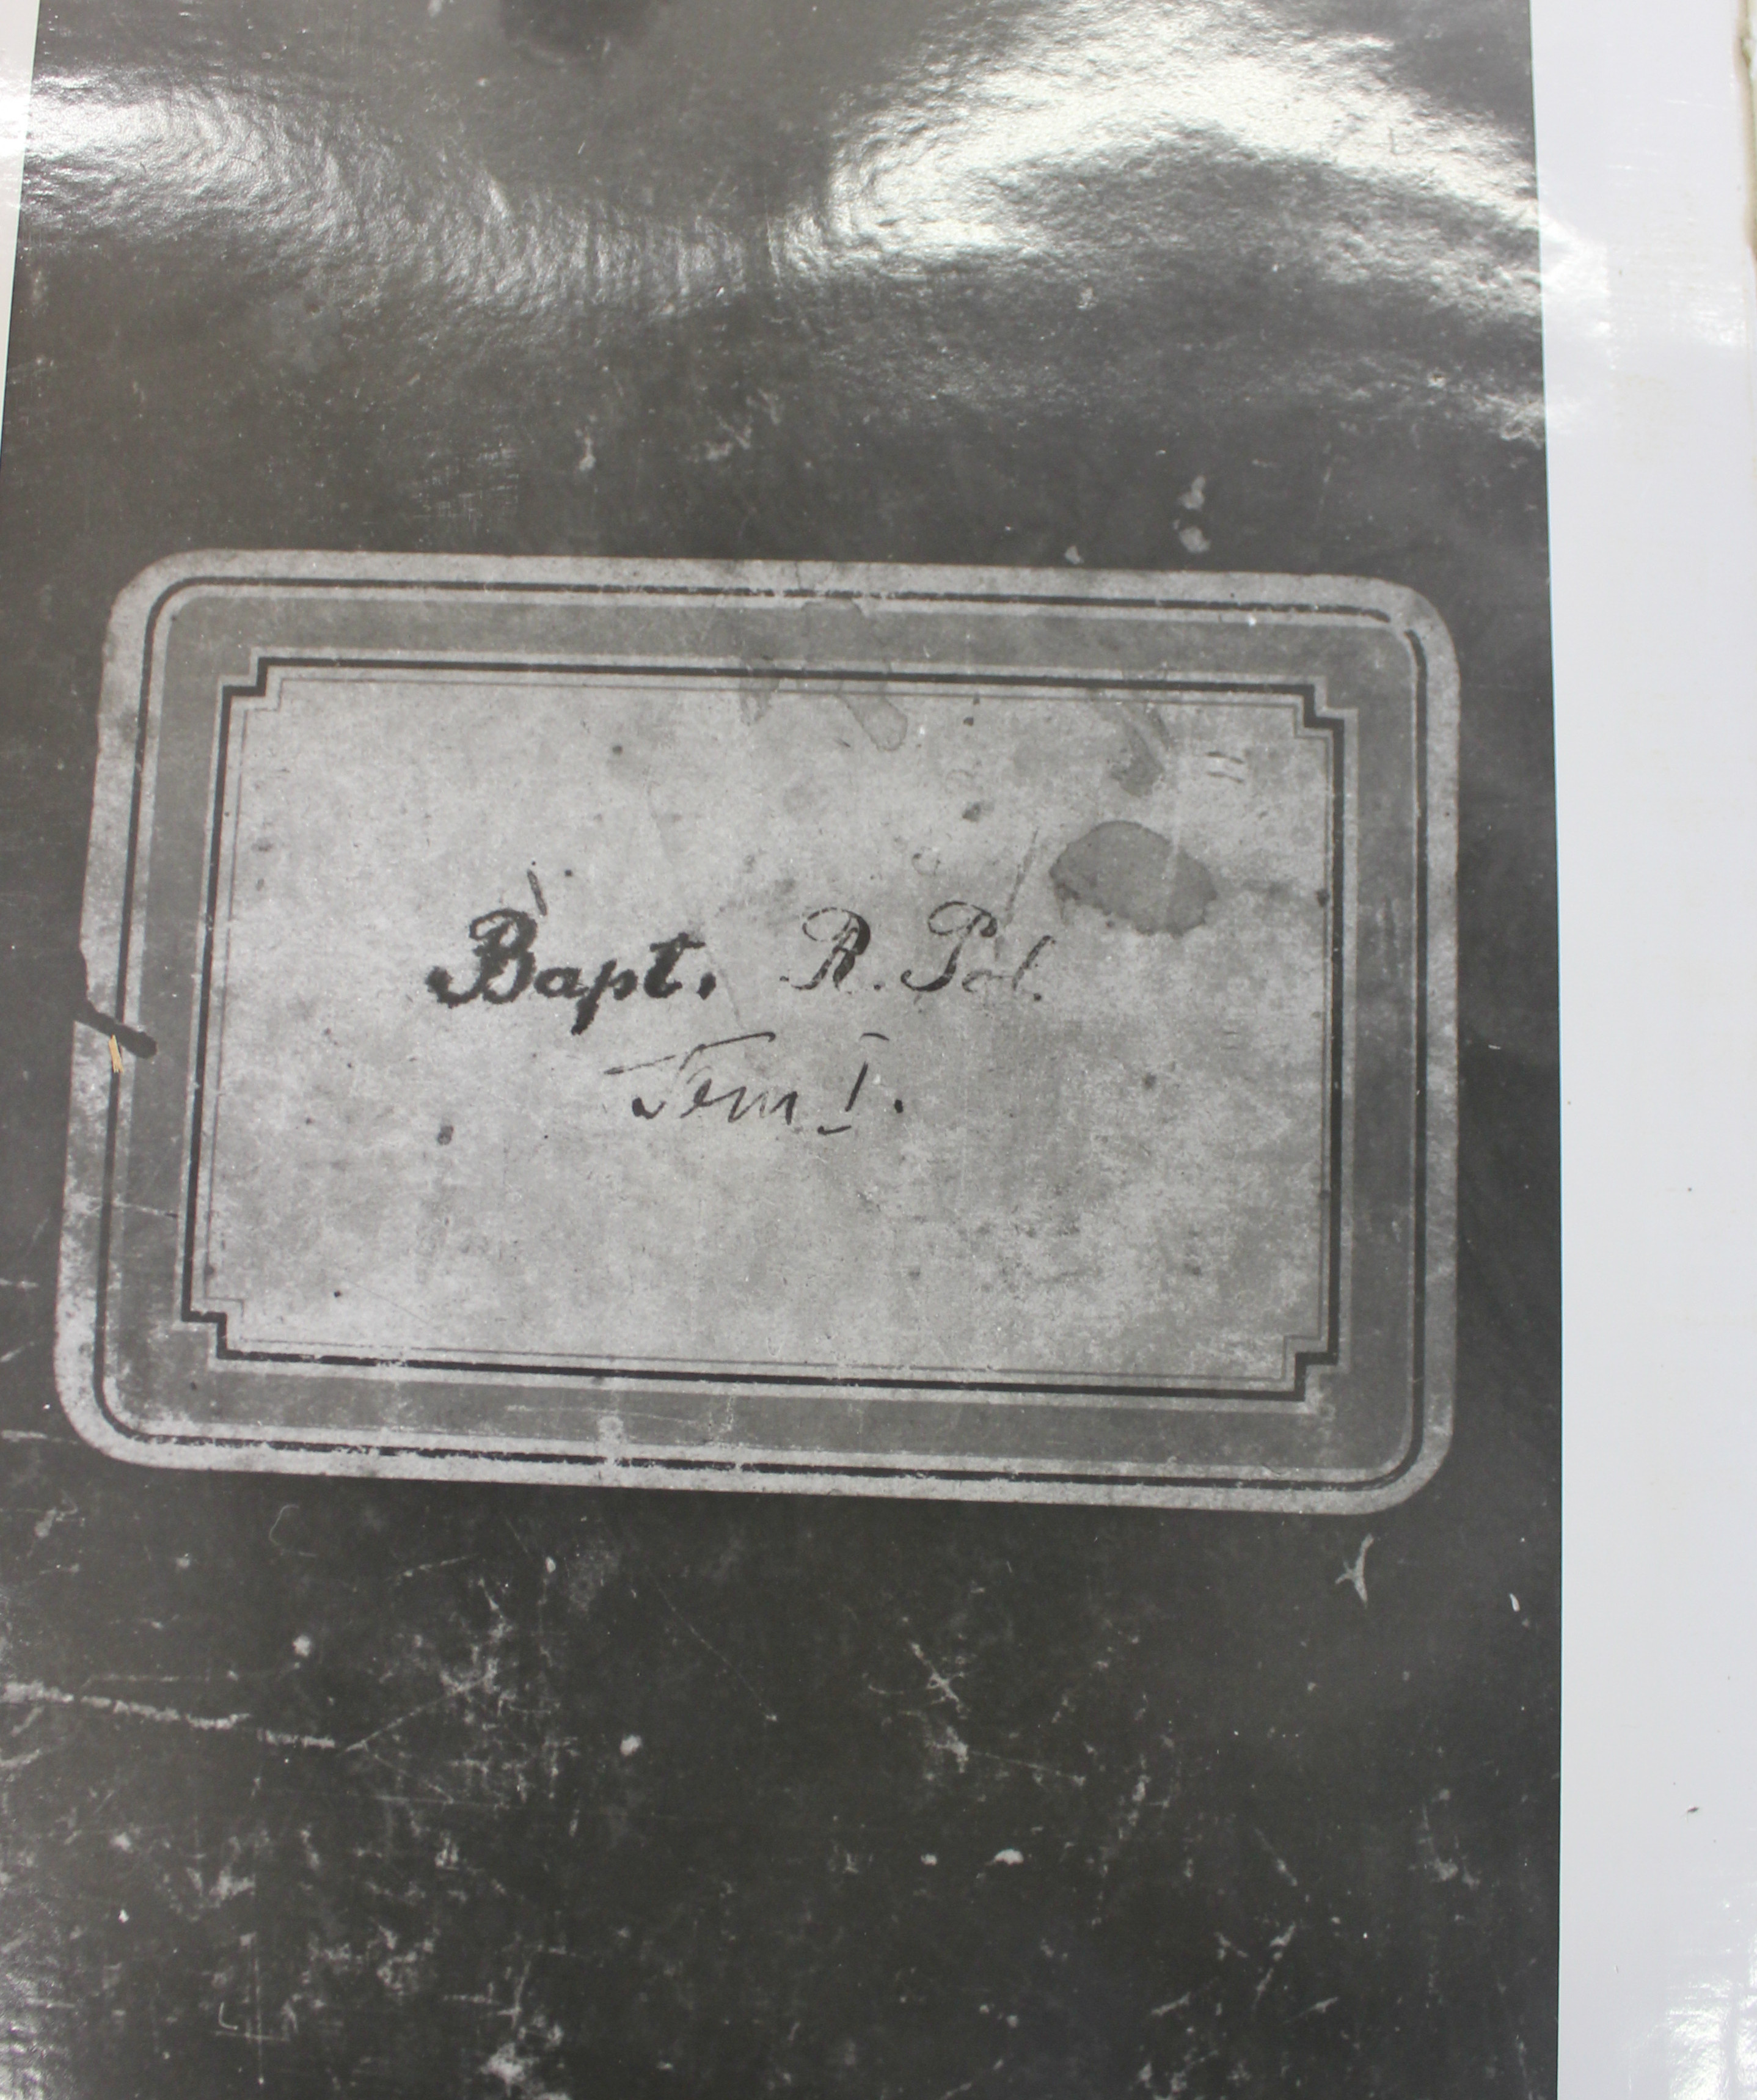 Bapt. R. Pol.
Tom I.